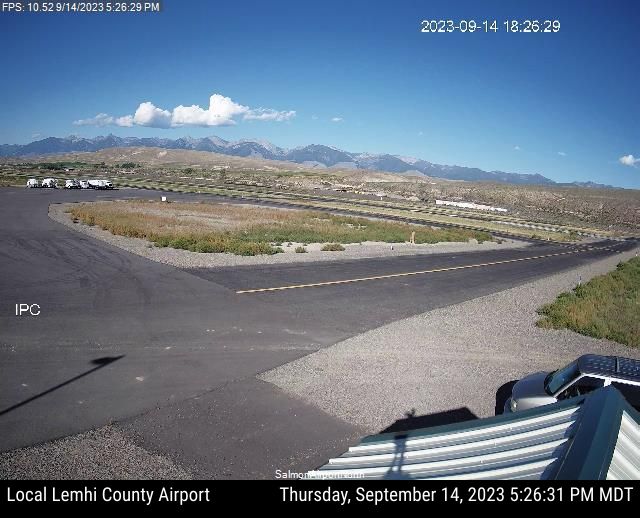 FPS: 10.52 9/14/2023 5:26:29 PM
2023-09-14 18:26:29
IPC
Local Lemhi County Airport
Thursday, September 14, 2023 5:26:31 PM MDT